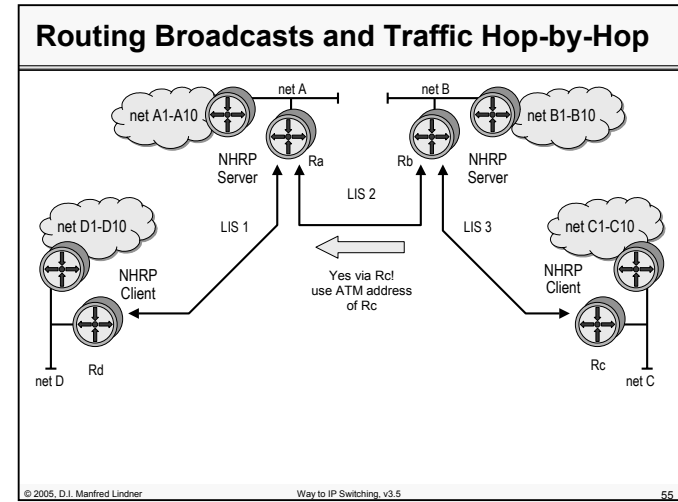 Routing Broadcasts and Traffic Hop-by-Hop
net A
net B
net A1-A10
net B1-B10
NHRP
Server
Ra
Rb
NHRP
Server
LIS 2
net D1-D10
LIS 1
LIS 3
net C1-C10
NHRP
Client
Yes via Rc!
use ATM address
of Rc
NHRP
Client
Rd
Rc
net D
net C
© 2005, D.I. Manfred Lindner
Way to IP Switching, v3.5
55